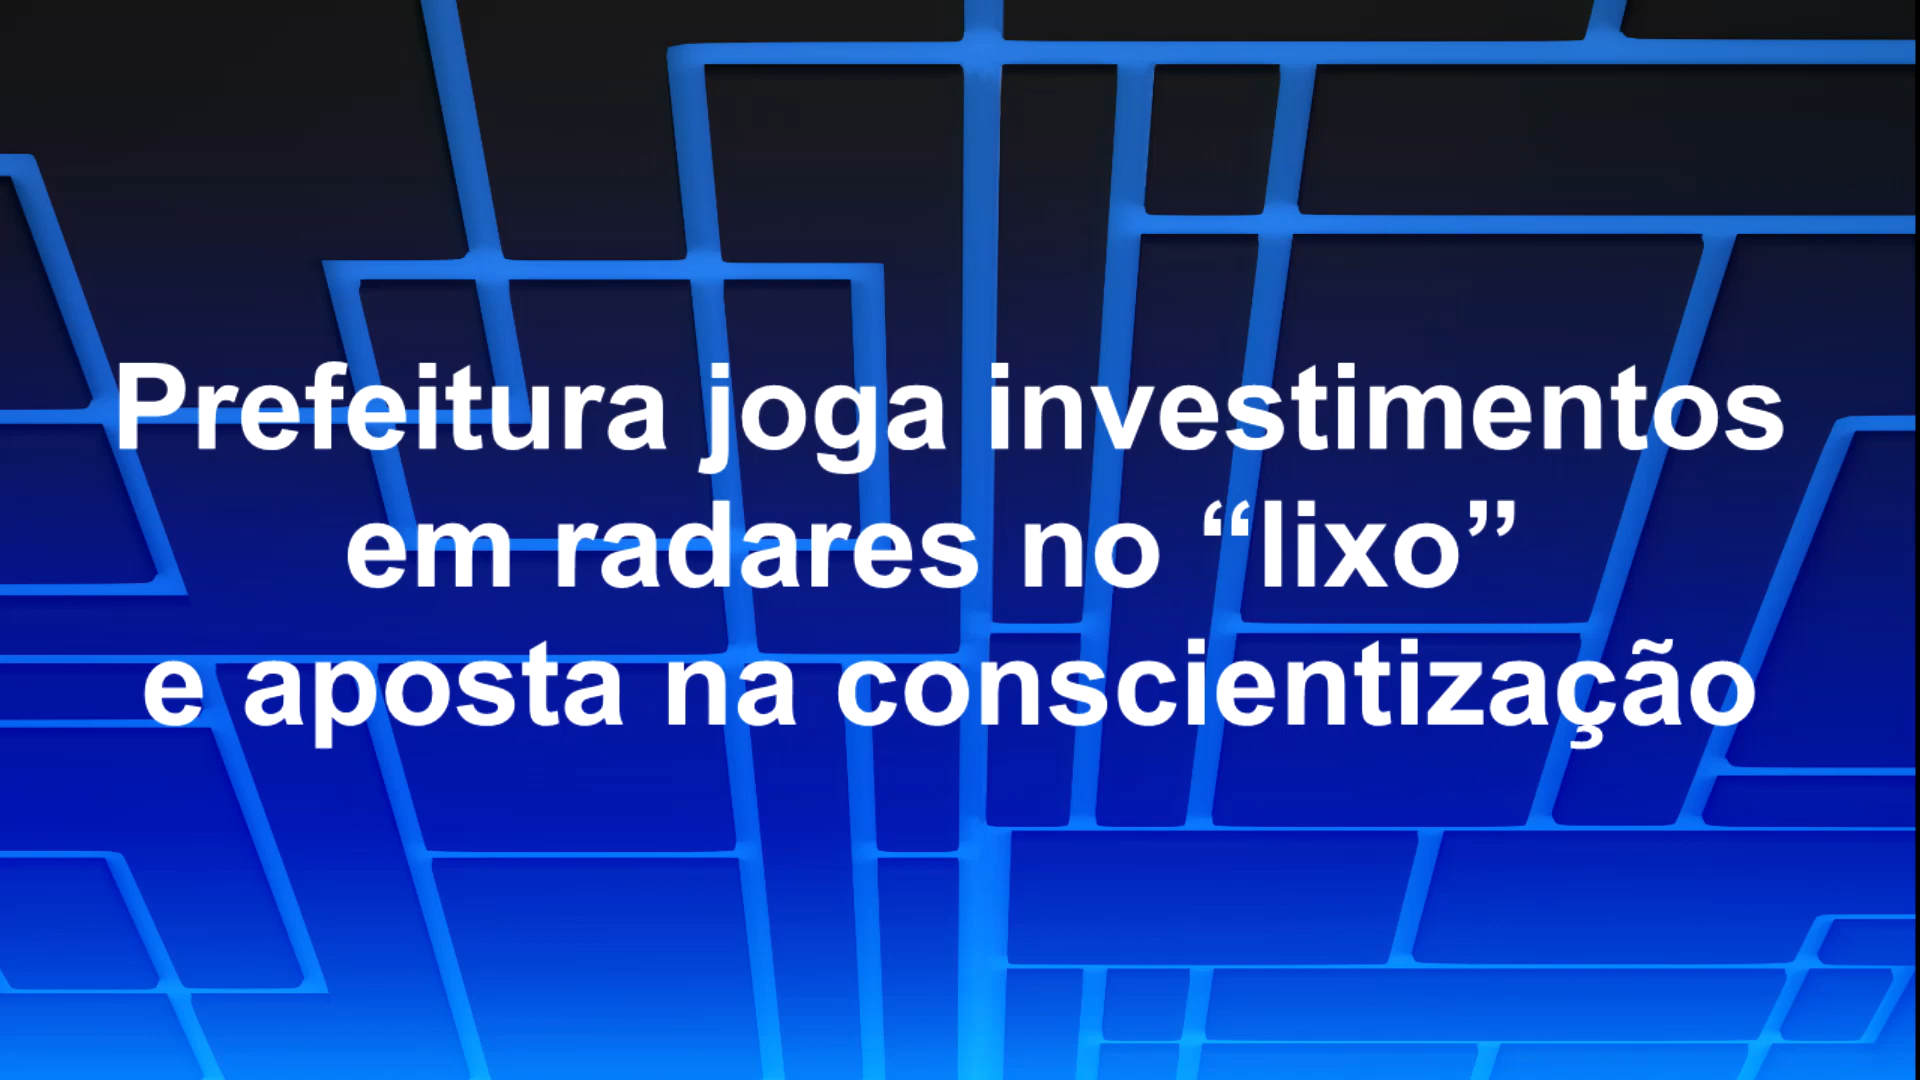 Prefeitura joga investimentos
em radares no “lixo”
e aposta na conscientização